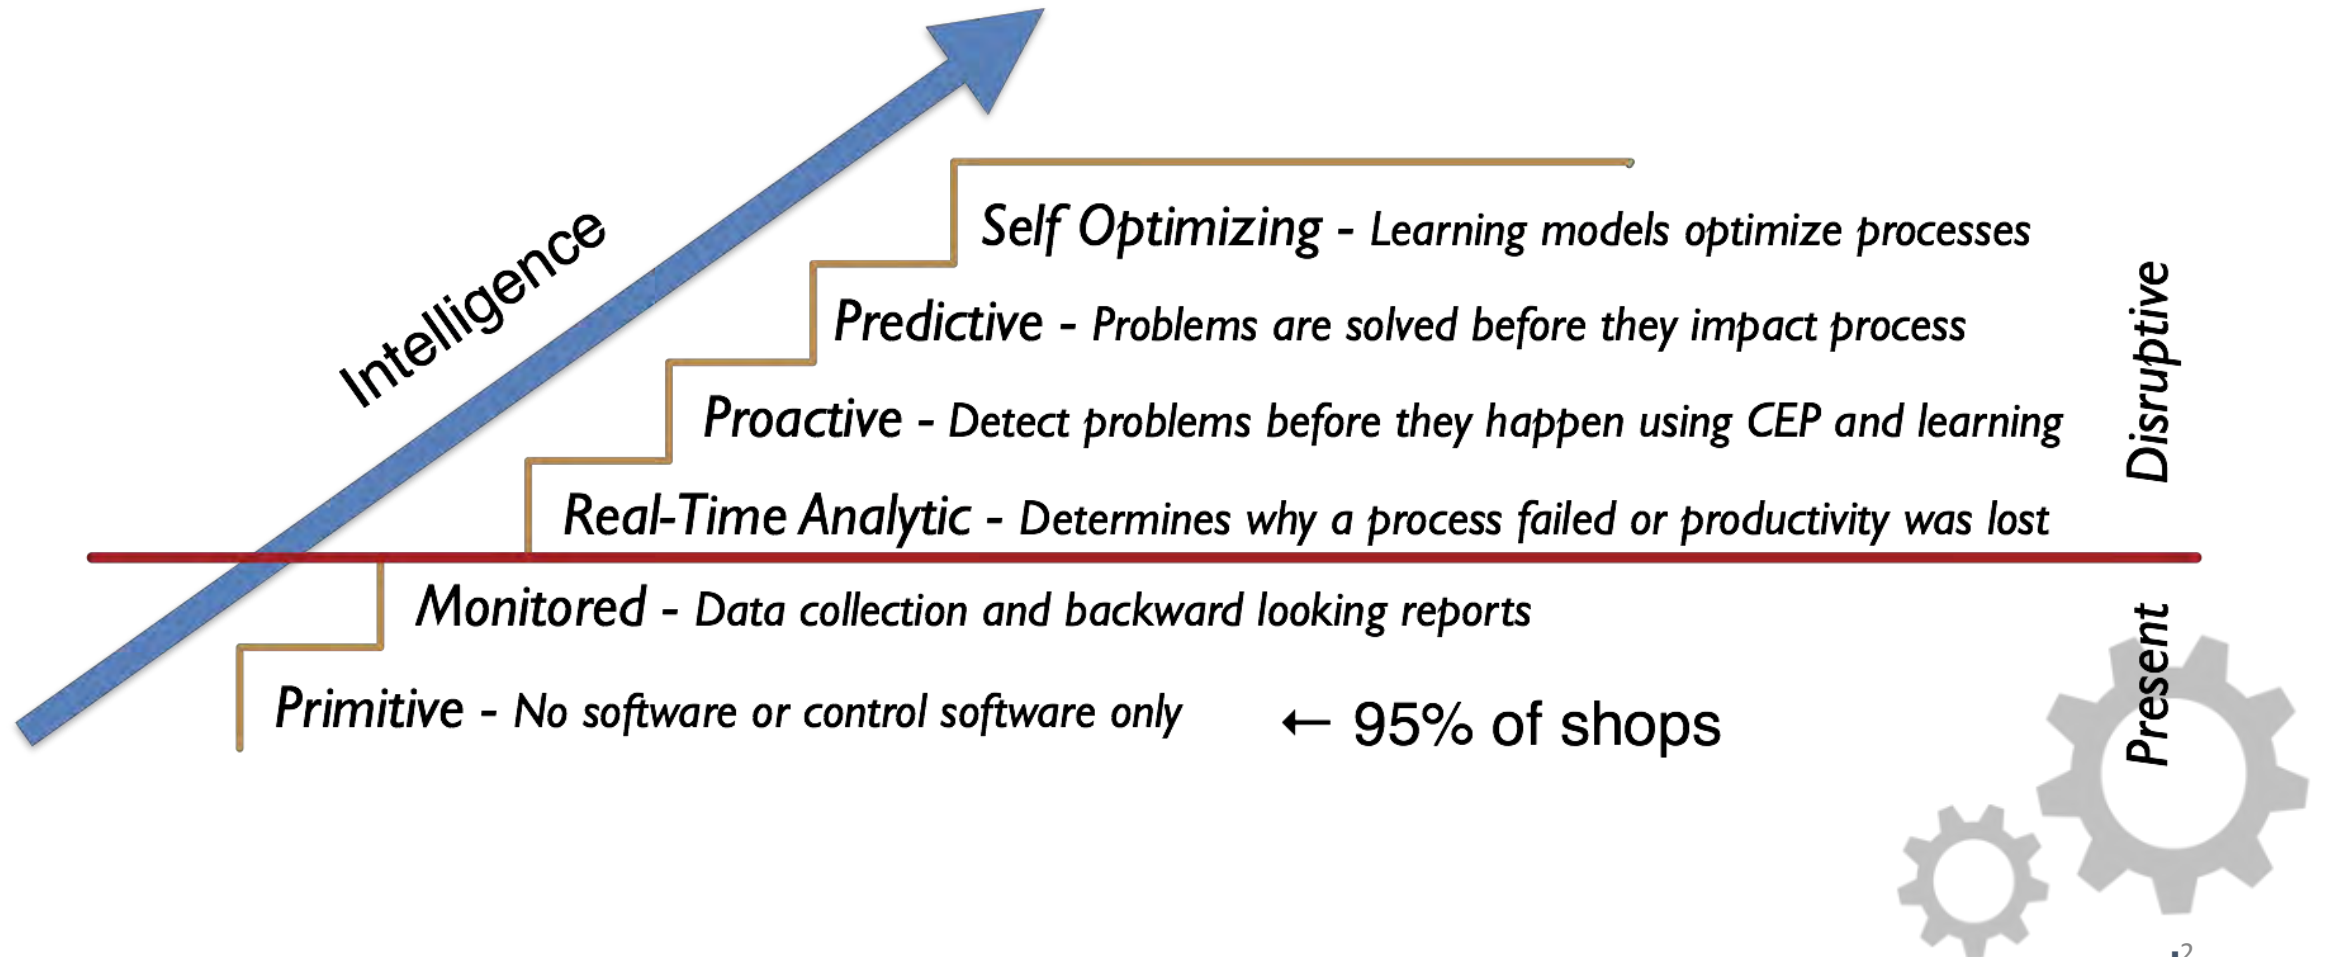 Intelligence
Self Optimizing - Learning models optimize processes
Predictive - Problems are solved before they impact process
Proactive - Detect problems before they happen using CEP and learning
Real-Time Analytic - Determines why a process failed or productivity was lost
Disruptive
Monitored - Data collection and backward looking reports
Primitive - No software or control software only
← 95% of shops
Present
2